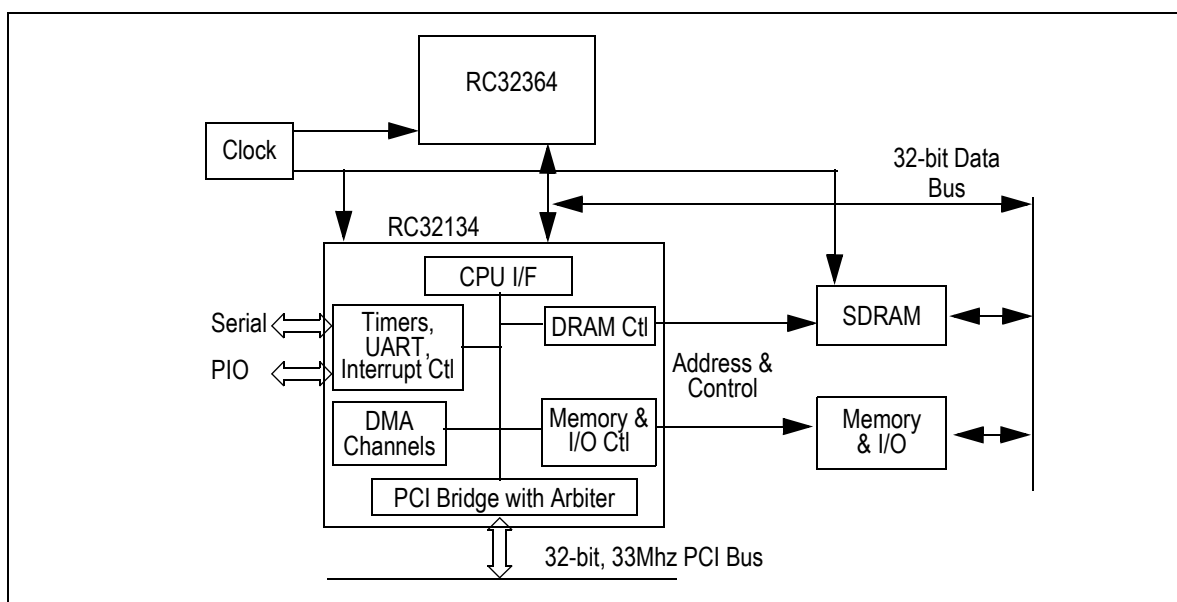 RC32364
Clock
32-bit Data
Bus
RC32134
CPU I/F
Serial
PIO
Timers,
UART,
Interrupt Ctl
DRAM Ctl
SDRAM
Address &
Control
DMA
Channels
Memory &
I/O Ctl
Memory
& I/O
PCI Bridge with Arbiter
32-bit, 33Mhz PCI Bus